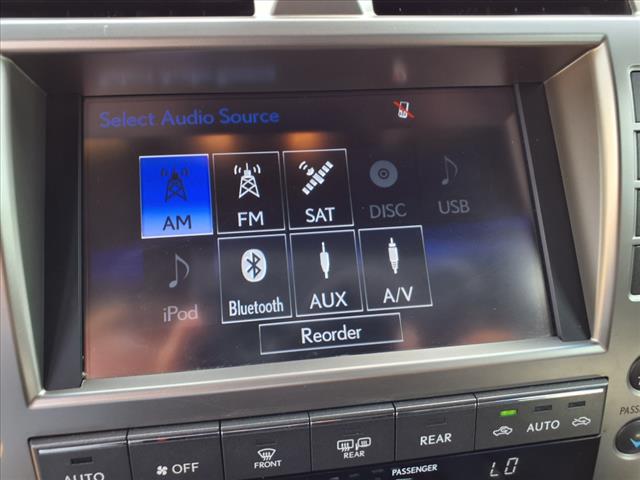 Select Audio Source
AM FM SAT DISC USB
iPod Bluetooth AUX A/V
Reorder
AUTO OFF FRONT REAR REAR AUTO
PASSENGER LO
PASS